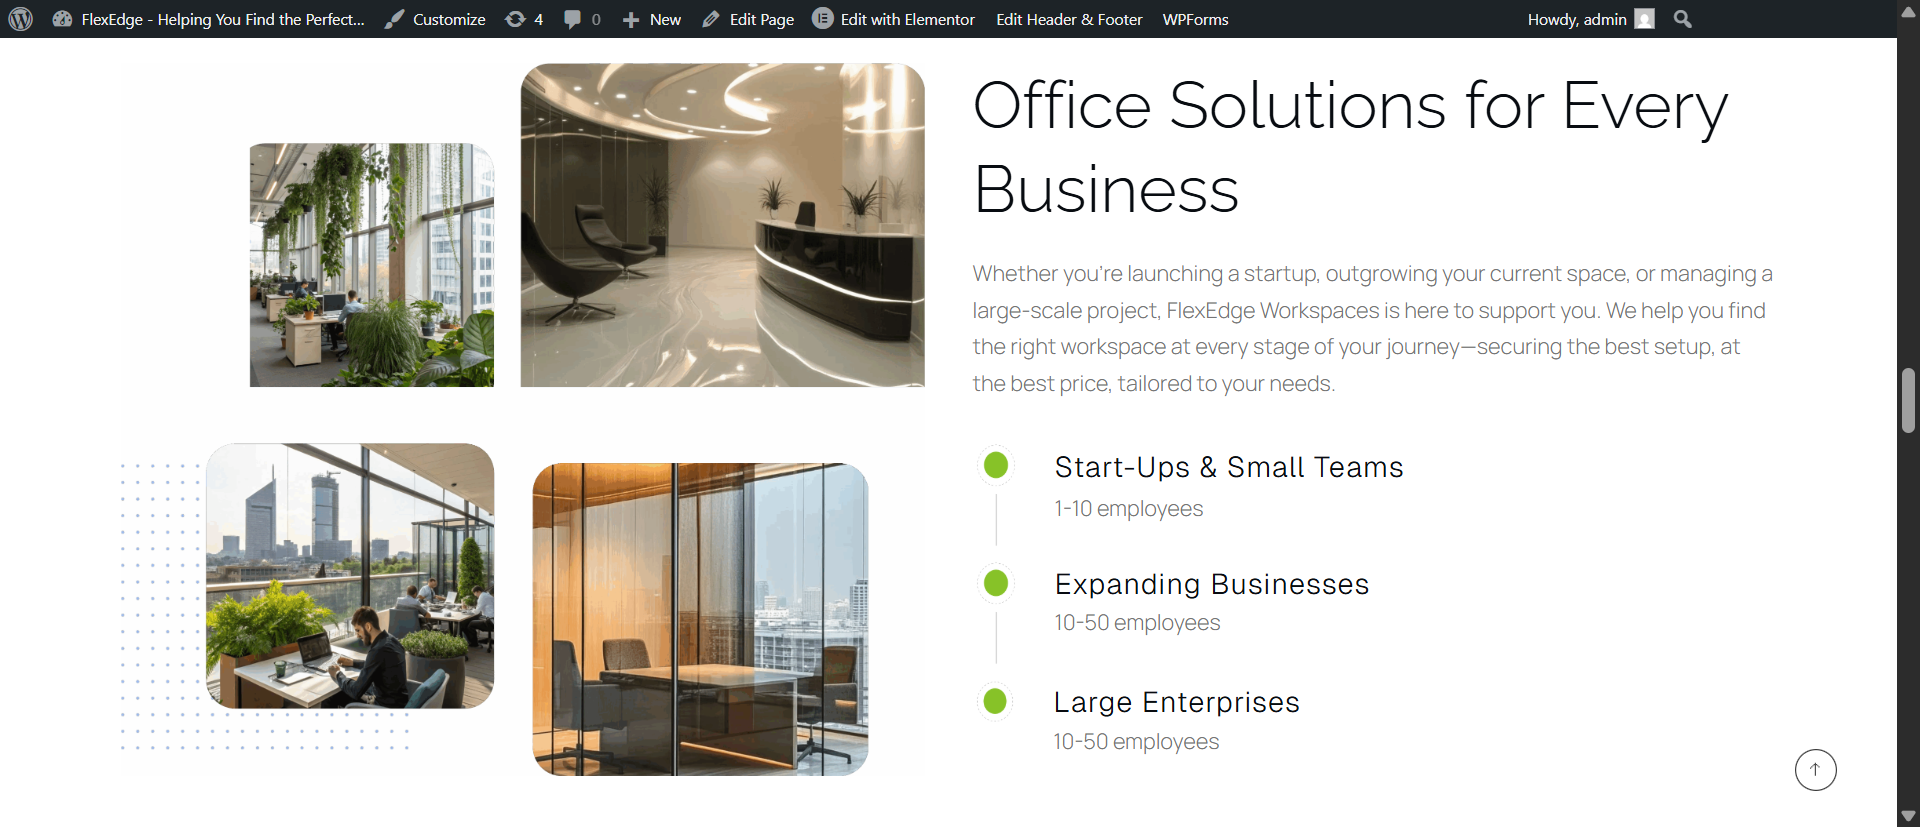 FlexEdge - Helping You Find the Perfect...
Customize
4
0
New
Edit Page
Edit with Elementor
Edit Header & Footer
WPForms
Howdy, admin
Office Solutions for Every
Business
Whether you’re launching a startup, outgrowing your current space, or managing a
large-scale project, FlexEdge Workspaces is here to support you. We help you find
the right workspace at every stage of your journey—securing the best setup, at
the best price, tailored to your needs.
Start-Ups & Small Teams
1-10 employees
Expanding Businesses
10-50 employees
Large Enterprises
10-50 employees